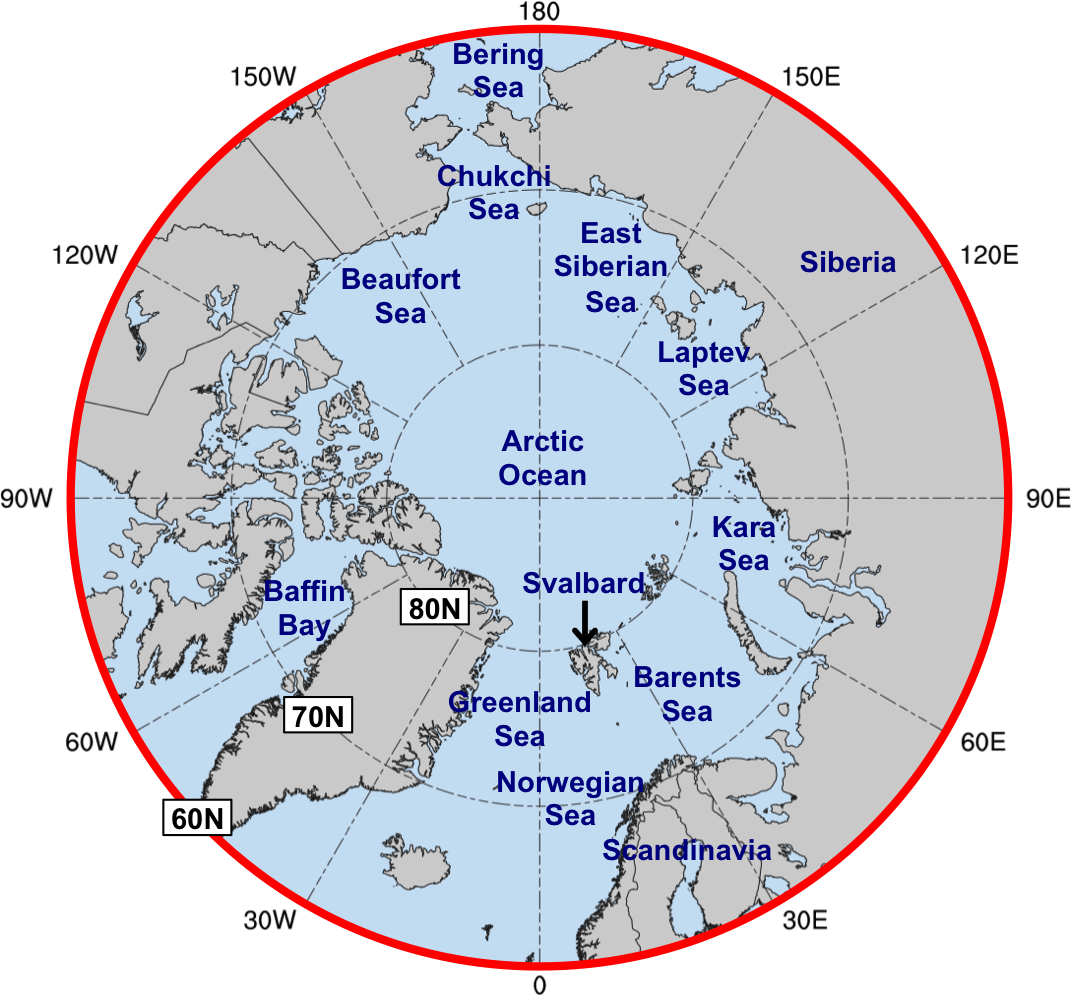 180
Bering
Sea
150W
150E
Chukchi
Sea
East
Siberian
Sea
120W
120E
Siberia
Beaufort
Sea
Laptev
Sea
Arctic
Ocean
90W
90E
Kara
Sea
Svalbard
Baffin
Bay
80N
Barents
Sea
Greenland
Sea
70N
60W
60E
Norwegian
Sea
60N
Scandinavia
30W
30E
0